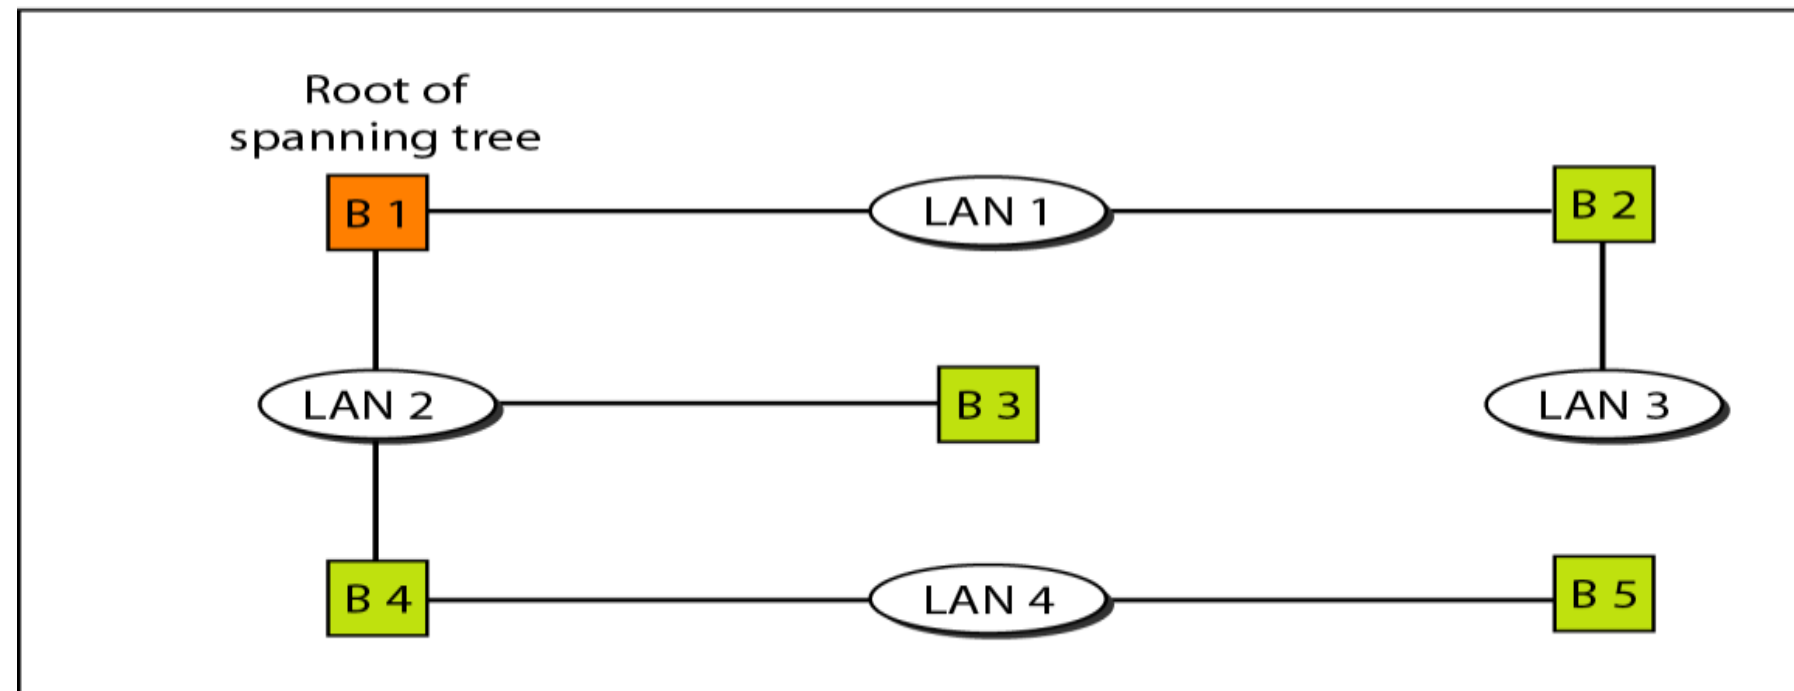 Root of
spanning tree
B 1
LAN 1
B 2
LAN 2
B 3
LAN 3
B 4
LAN 4
B 5